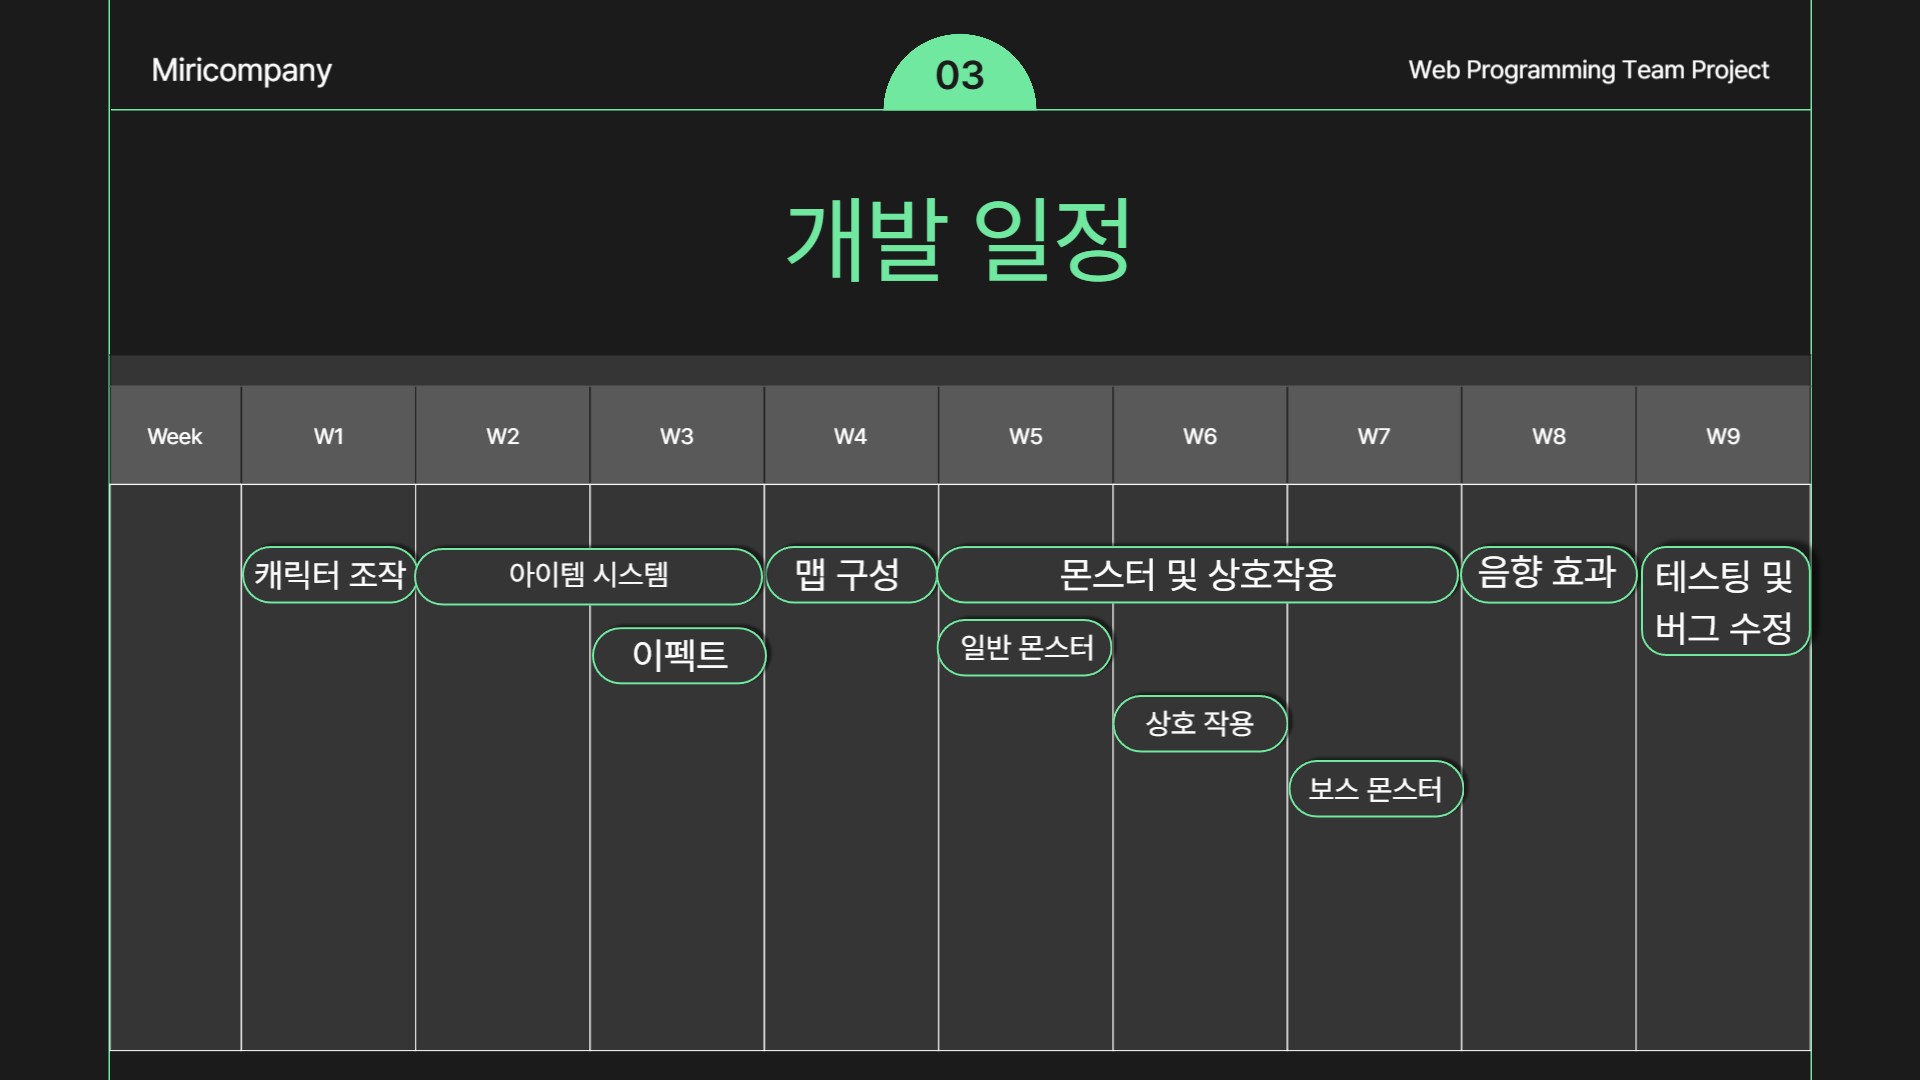 Miricompany
03
Web Programming Team Project
개발 일정
Week
W1
W2
W3
W4
W5
W6
W7
W8
W9
캐릭터 조작
아이템 시스템
맵 구성
몬스터 및 상호작용
음향 효과
테스팅 및
버그 수정
이펙트
일반 몬스터
상호 작용
보스 몬스터